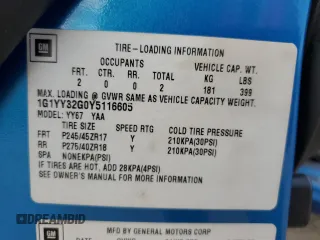 GM
TIRE-LOADING INFORMATION
OCCUPANTS VEHICLE CAP. WT.
FRT. CTR. RR. TOTAL KG LBS
2 0 0 2 181 399
MAX. LOADING @ GVWR SAME AS VEHICLE CAPACITY WEIGHT.
1G1YY32G0Y5116605
MODEL: YY67 YAA
TIRE SIZE SPEED RTG COLD TIRE PRESSURE
FRT P245/45ZR17 Y 210KPA(30PSI)
RR P275/40ZR18 Y 210KPA(30PSI)
SPA NONEKPA(PSI)
IF TIRES ARE HOT, ADD 28KPA(4PSI)
SEE OWNER'S MANUAL FOR MORE INFORMATION
DREAMBID
GM
MFD BY GENERAL MOTORS CORP